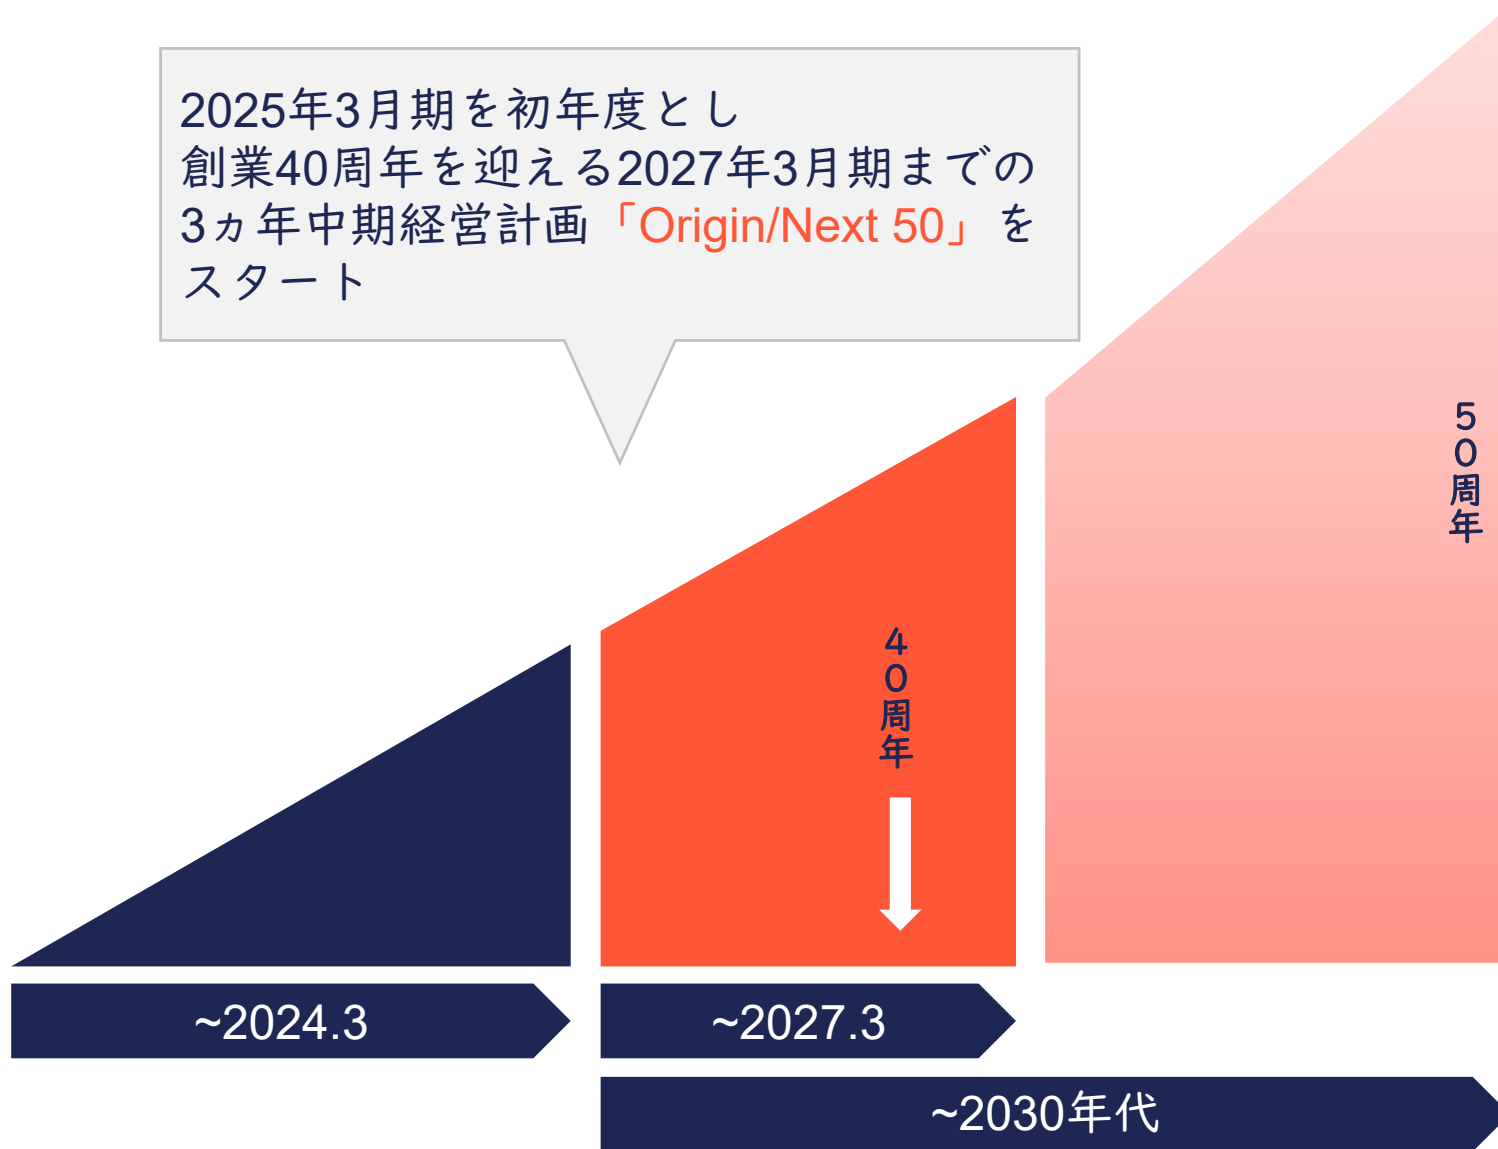 2025年3月期を初年度とし
創業40周年を迎える2027年3月期までの
3ヵ年中期経営計画「Origin/Next 50」を
スタート
50周年
40周年
~2024.3
~2027.3
~2030年代